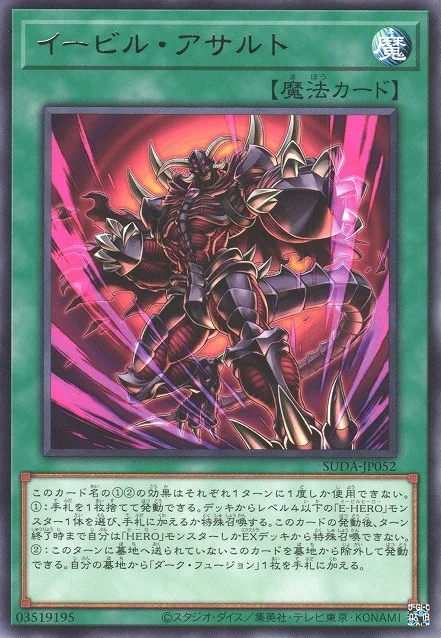 イービル・アサルト
魔
【魔法カード】
SUDA-JP052
このカード名の①②の効果はそれぞれ1ターンに1度しか使用できない。
①:手札を1枚捨てて発動できる。デッキからレベル4以下の「E-HERO」モ
ンスター1体を選び、手札に加えるか特殊召喚する。このカードの発動後、ターン
終了時まで自分は「HERO」モンスターしかEXデッキから特殊召喚できない。
②:このターンに墓地へ送られていないこのカードを墓地から除外して発動
できる。自分の墓地から「ダーク・フュージョン」1枚を手札に加える。
03519195
©スタジオ・ダイス/集英社・テレビ東京・KONAMI